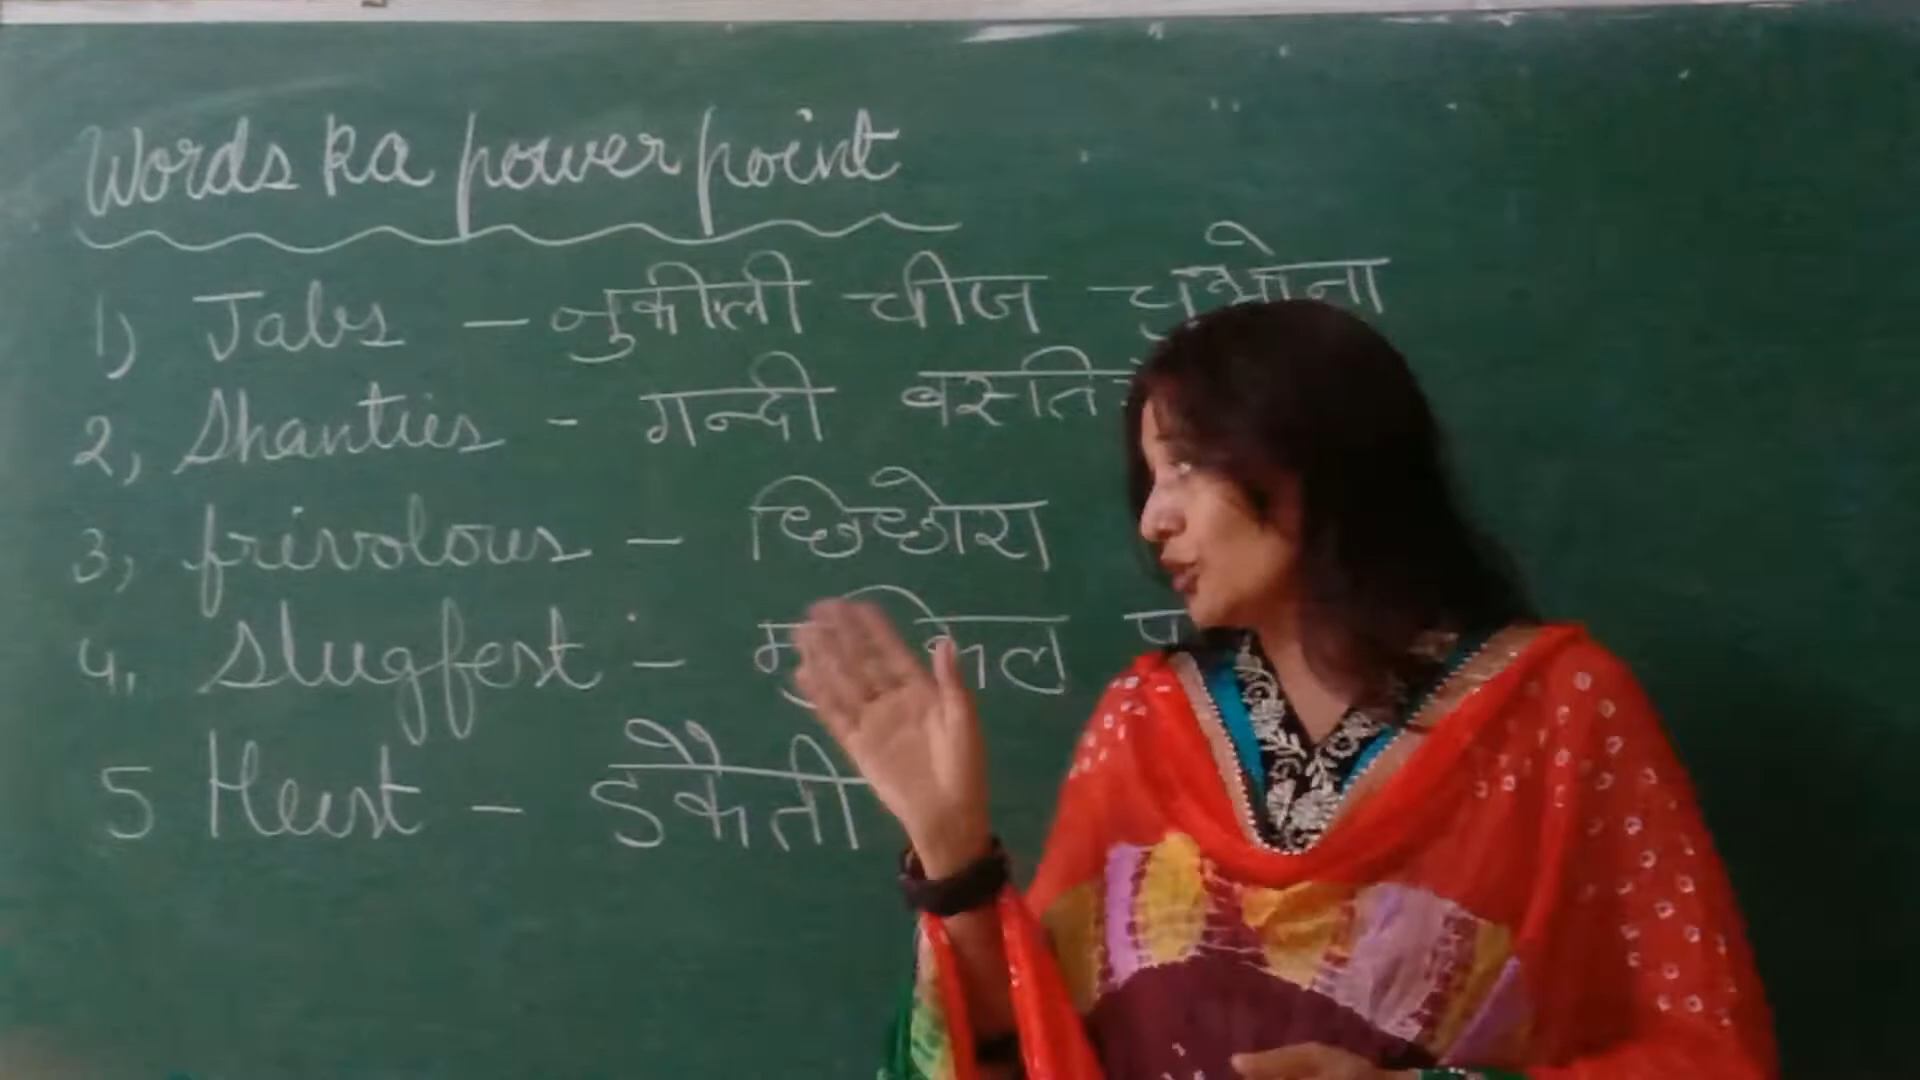 Words ka power point
1) Jabs - नुकीली चीज चुभोना
2, Shanties - गन्दी
3, frivolous - छिछोरा
4. Slugfest -
5 Heist - डकैती